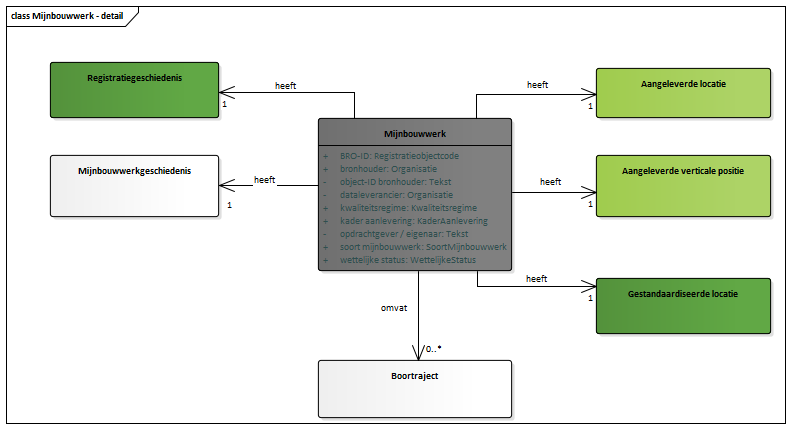 class Mijnbouwwerk - detail
Registratiegeschiedenis
heeft
1
Mijnbouwwerkgeschiedenis
heeft
1
Mijnbouwwerk
+ BRO-ID: Registratieobjectcode
+ bronhouder: Organisatie
- object-ID bronhouder: Tekst
- dataleverancier: Organisatie
+ kwaliteitsregime: Kwaliteitsregime
+ kader aanlevering: KaderAanlevering
- opdrachtgever / eigenaar: Tekst
+ soort mijnbouwwerk: SoortMijnbouwwerk
+ wettelijke status: WettelijkeStatus
heeft
1
Aangeleverde locatie
heeft
1
Aangeleverde verticale positie
heeft
1
Gestandaardiseerde locatie
omvat
0..*
Boortraject